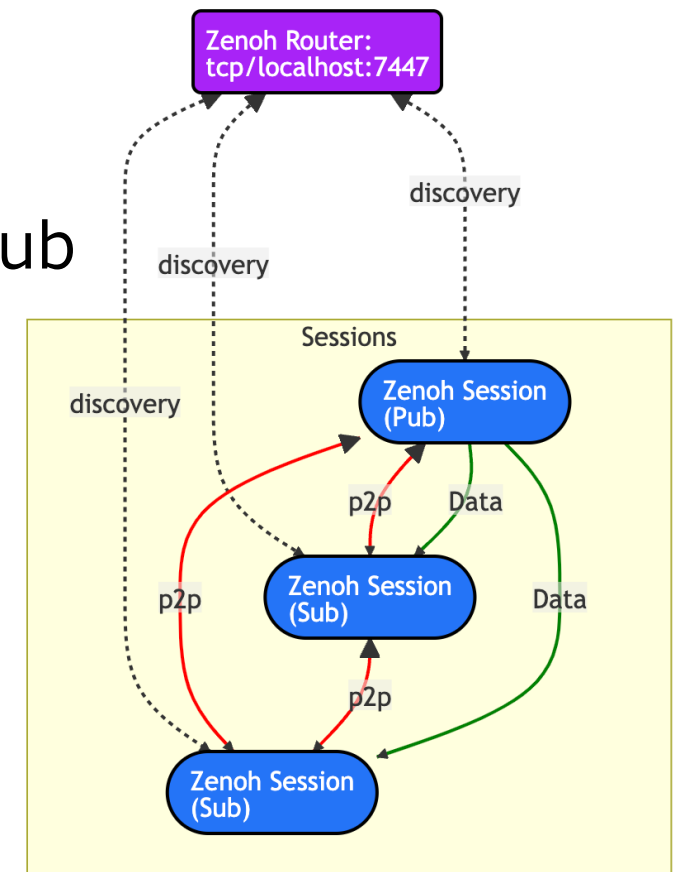 Zenoh Router:
tcp/localhost:7447
discovery
ub
discovery
Sessions
Zenoh Session
(Pub)
discovery
p2p
Data
Zenoh Session
(Sub)
p2p
Data
p2p
Zenoh Session
(Sub)